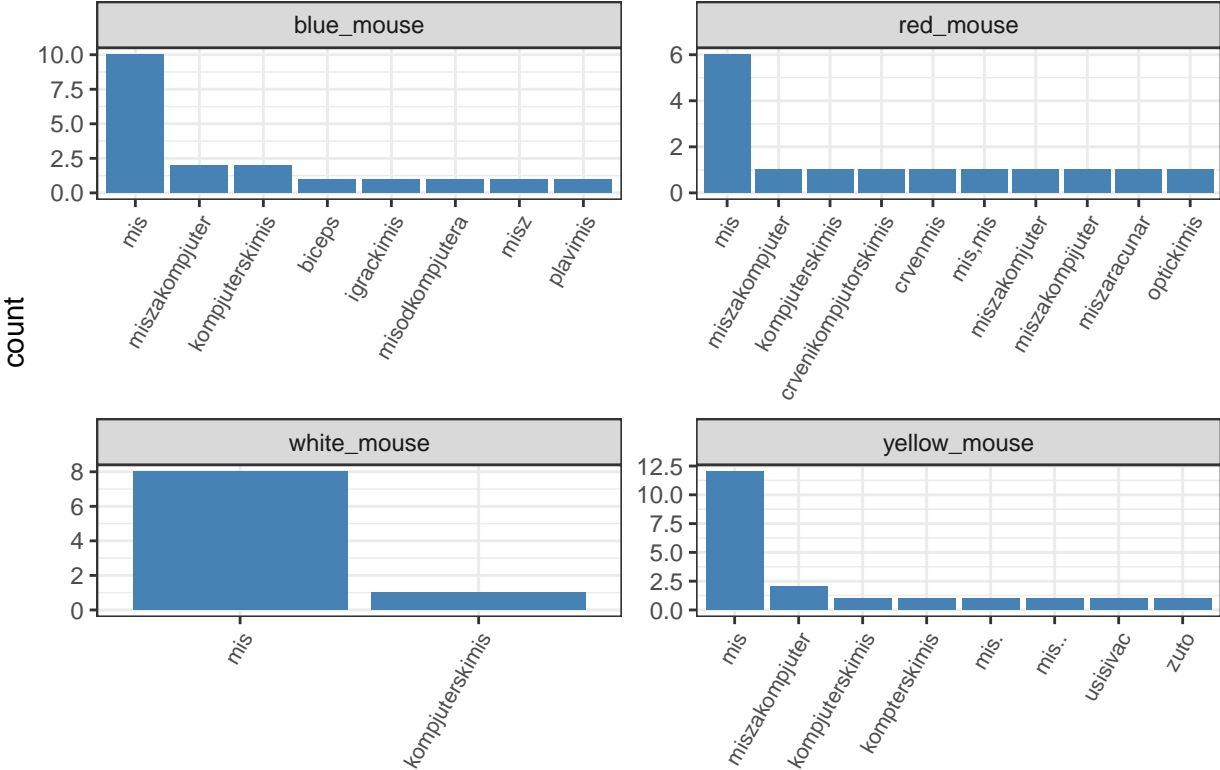 blue_mouse
10.0
7.5
5.0
2.5
0.0
mis
miszakompjuter
kompjuterskimis
biceps
igrackimis
misodkompjutera
misz
plavimis
red_mouse
6
4
2
0
mis
miszakompjuter
kompjuterskimis
crvenikomputorskimis
crvenmis
mis,mis
miszakomjuter
miszakompijuter
miszaracunar
optickimis
count
white_mouse
8
6
4
2
0
mis
kompjuterskimis
yellow_mouse
12.5
10.0
7.5
5.0
2.5
0.0
mis
miszakompjuter
kompjuterskimis
kompterskimis
mis.
mis..
usisivac
zuto